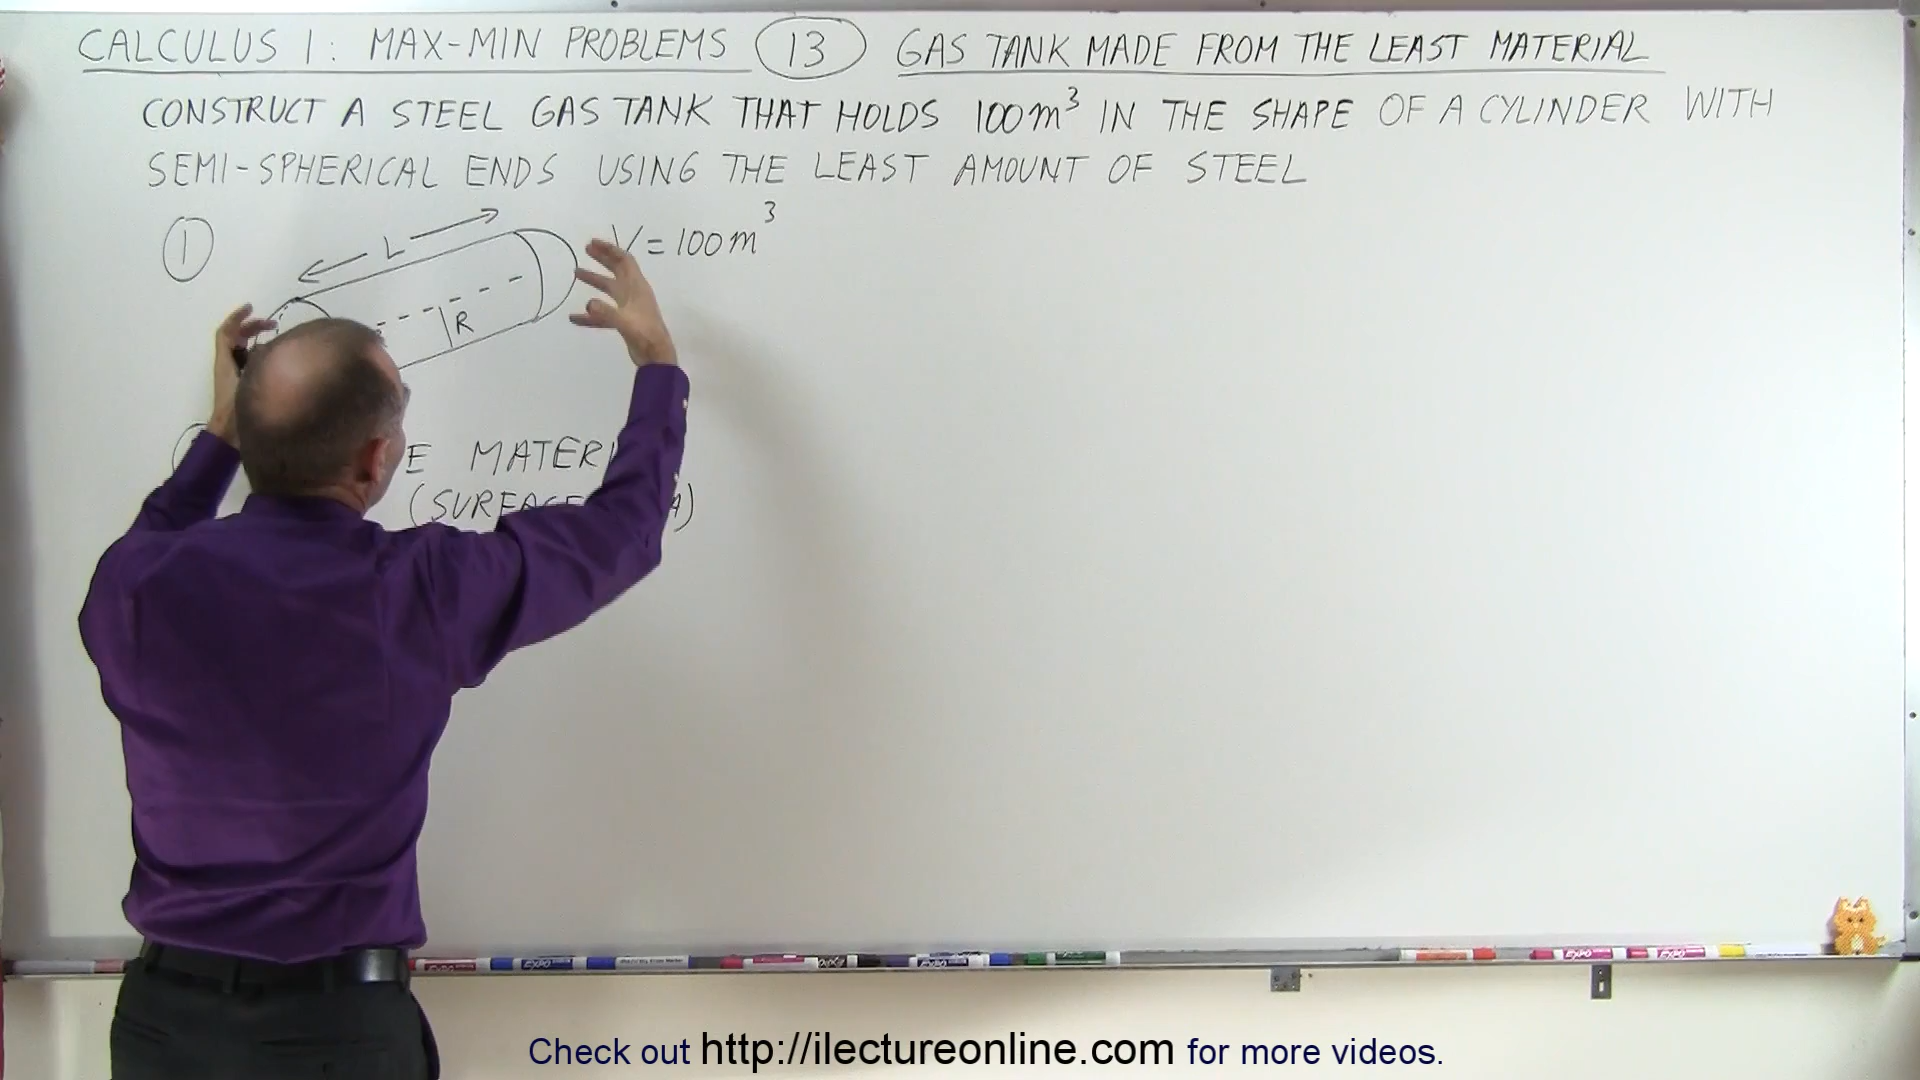 CALCULUS 1: MAX-MIN PROBLEMS 13 GAS TANK MADE FROM THE LEAST MATERIAL
CONSTRUCT A STEEL GAS TANK THAT HOLDS 100m³ IN THE SHAPE OF A CYLINDER WITH
SEMI-SPHERICAL ENDS USING THE LEAST AMOUNT OF STEEL
1
L
V = 100m³
R
Check out http://ilectureonline.com for more videos.